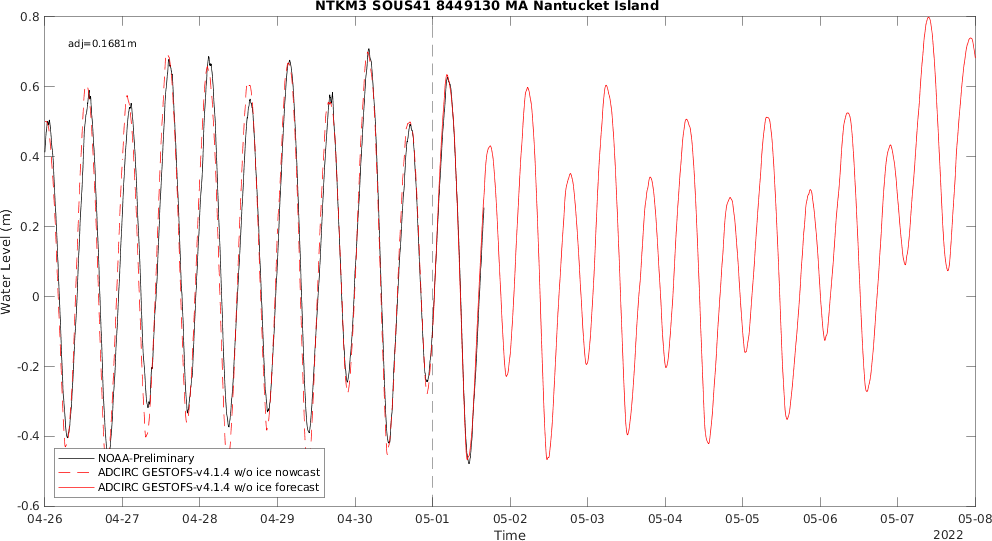 NTKM3 SOUS41 8449130 MA Nantucket Island
adj=0.1681m
0.8
0.6
0.4
0.2
0
-0.2
-0.4
-0.6
Water Level (m)
NOAA-Preliminary
ADCIRC GESTOFS-v4.1.4 w/o ice nowcast
ADCIRC GESTOFS-v4.1.4 w/o ice forecast
04-26 04-27 04-28 04-29 04-30 05-01 05-02 05-03 05-04 05-05 05-06 05-07 05-08
Time
2022